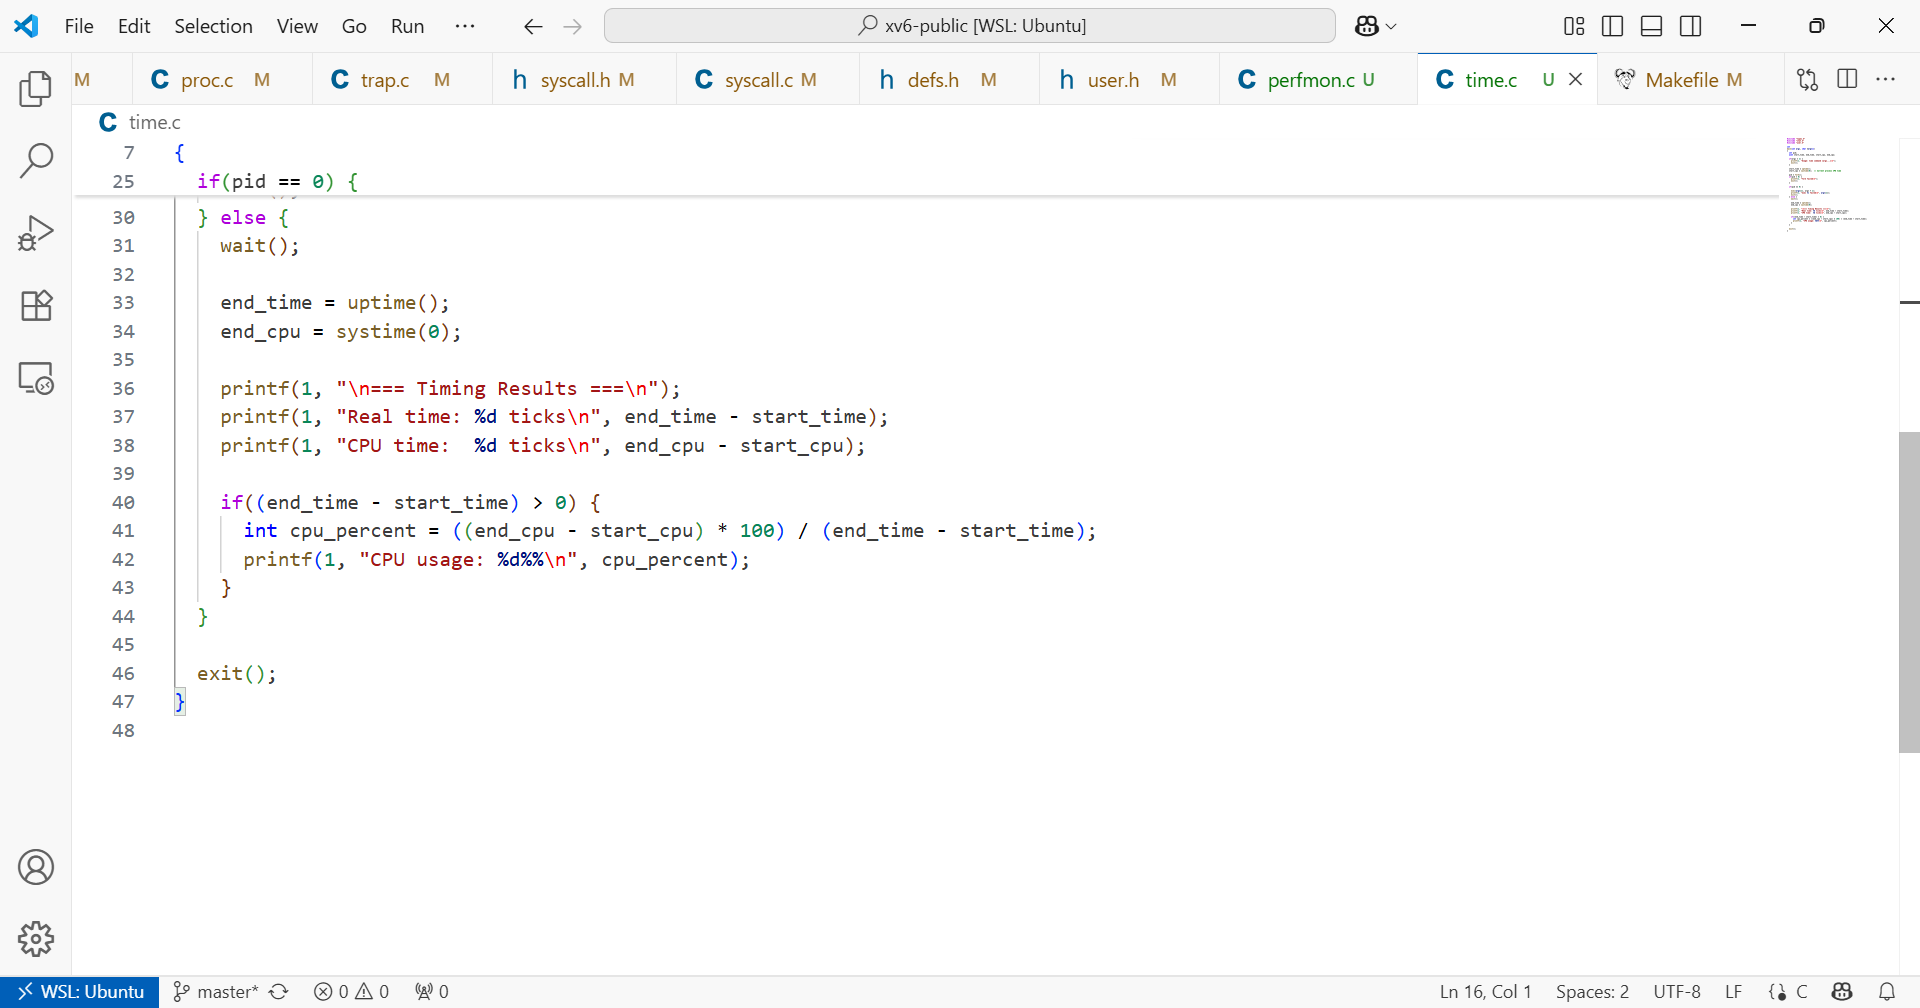 File Edit Selection View Go Run ··· xv6-public [WSL: Ubuntu]
M C proc.c M C trap.c M h syscall.h M C syscall.c M h defs.h M h user.h M C perfmon.c U C time.c U Makefile M ···
C time.c
7 {
25 if(pid == 0) {
30 } else {
31 wait();
32
33 end_time = uptime();
34 end_cpu = systime(0);
35
36 printf(1, "\n=== Timing Results ===\n");
37 printf(1, "Real time: %d ticks\n", end_time - start_time);
38 printf(1, "CPU time:  %d ticks\n", end_cpu - start_cpu);
39
40 if((end_time - start_time) > 0) {
41 int cpu_percent = ((end_cpu - start_cpu) * 100) / (end_time - start_time);
42 printf(1, "CPU usage: %d%%\n", cpu_percent);
43 }
44 }
45
46 exit();
47 }
48
WSL: Ubuntu master* 0 0 0 Ln 16, Col 1 Spaces: 2 UTF-8 LF C